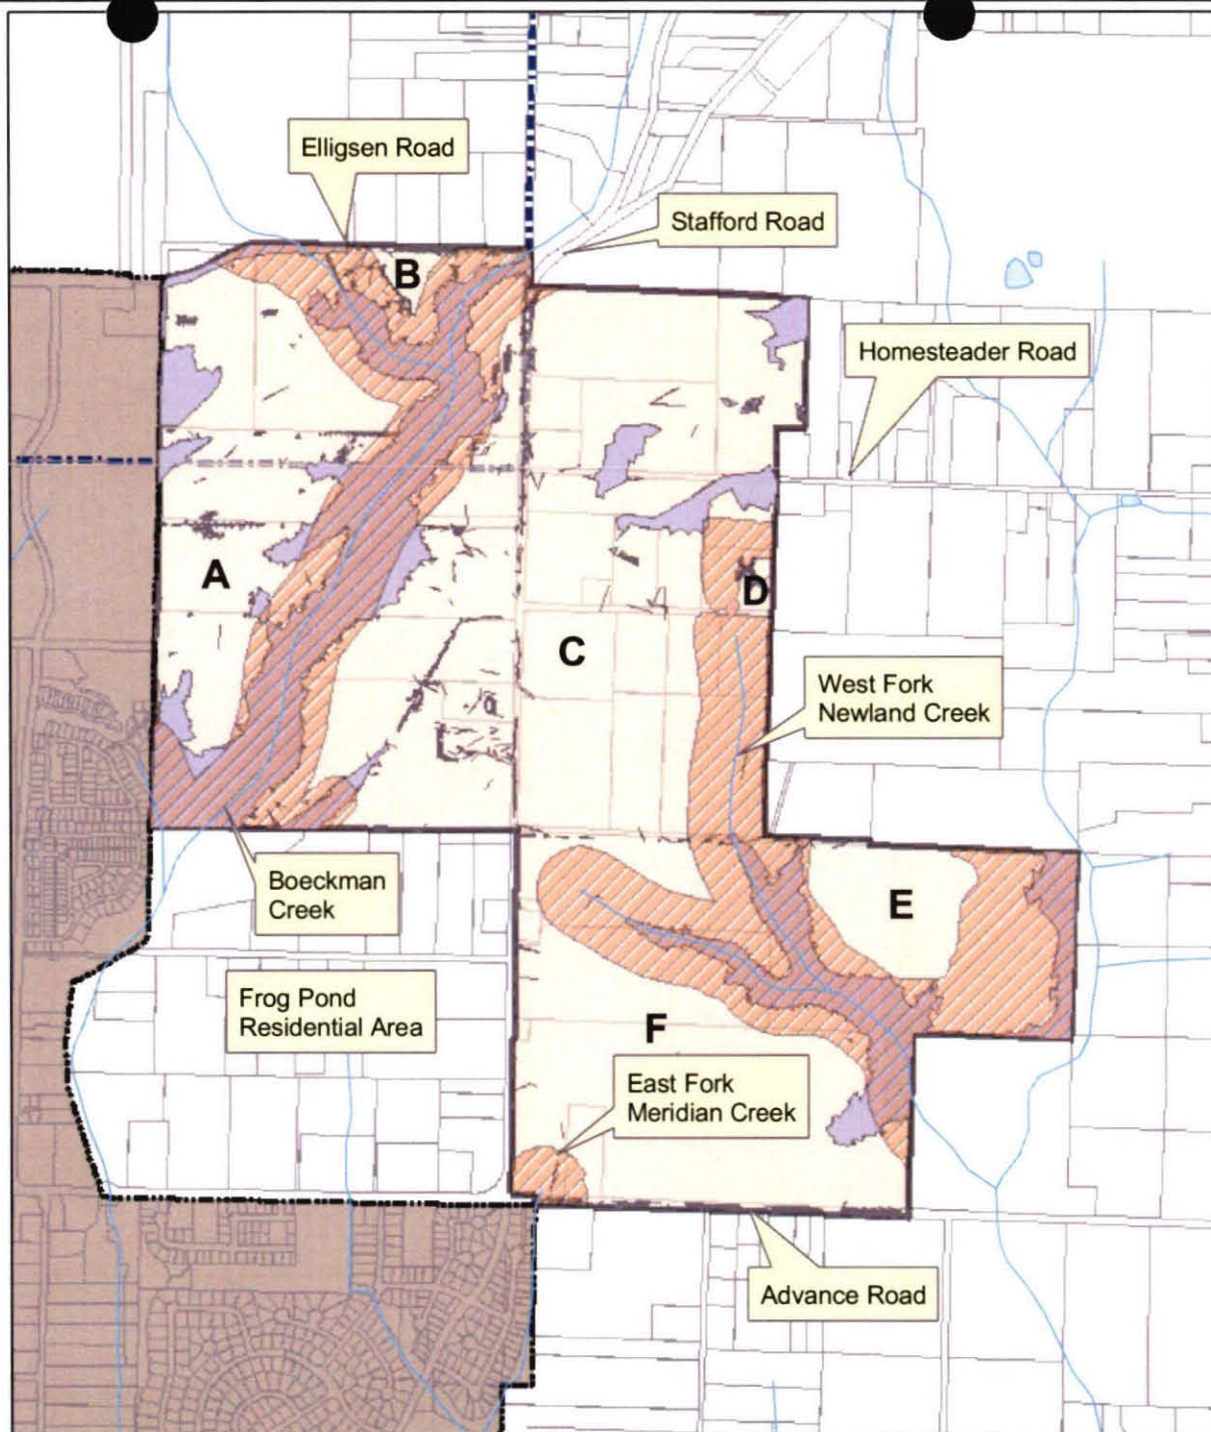 Elligsen Road
Stafford Road
B
Homesteader Road
A
D
C
West Fork
Newland Creek
Boeckman
Creek
E
Frog Pond
Residential Area
F
East Fork
Meridian Creek
Advance Road